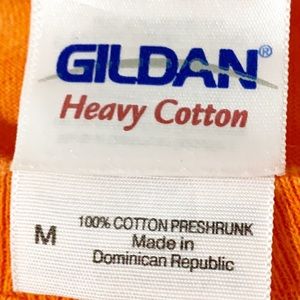 GILDAN®
Heavy Cotton
M
100% COTTON PRESHRUNK
Made in
Dominican Republic